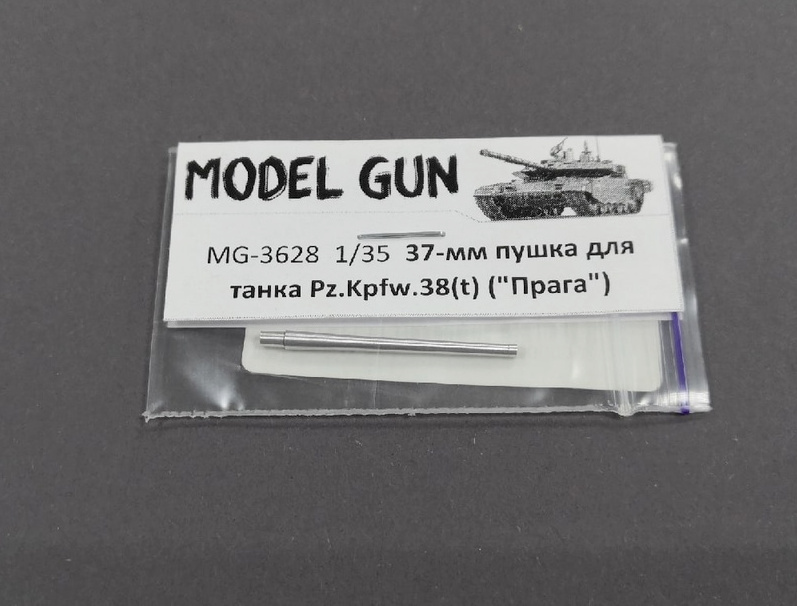 MODEL GUN
MG-3628 1/35 37-мм пушка для
танка Pz.Kpfw.38(t) ("Прага")